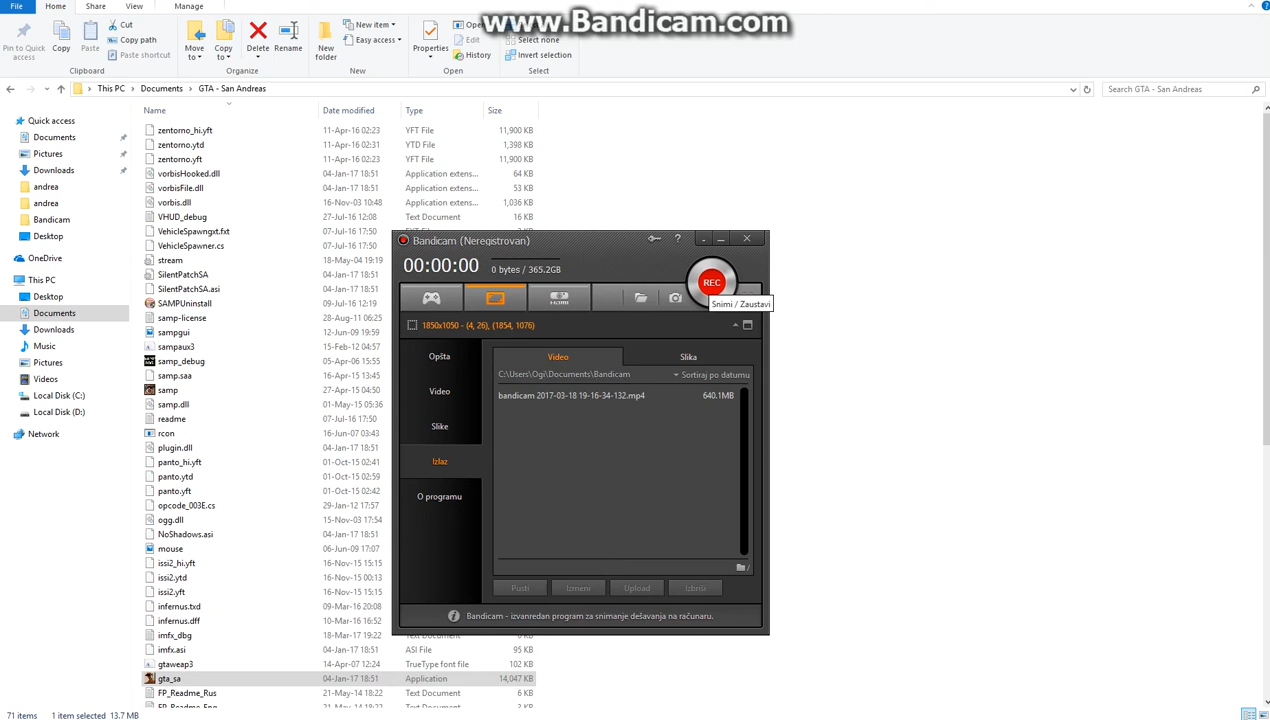 File
Home
Share
View
Manage
www.Bandicam.com
Pin to Quick access
Copy
Paste
Cut
Copy path
Paste shortcut
Clipboard
Move to
Copy to
Delete
Rename
Organize
New folder
New item
Easy access
New
Properties
Edit
History
Open
Select none
Invert selection
Select
This PC > Documents > GTA - San Andreas
Search GTA - San Andreas
Name Date modified Type Size
Quick access
Documents
Pictures
Downloads
andrea
andrea
Bandicam
Desktop
OneDrive
This PC
Desktop
Documents
Downloads
Music
Pictures
Videos
Local Disk (C:)
Local Disk (D:)
Network
zentorno_hi.yft 11-Apr-16 02:23 YFT File 11,900 KB
zentorno.ytd 11-Apr-16 02:31 YTD File 1,398 KB
zentorno.yft 11-Apr-16 02:23 YFT File 11,900 KB
vorbisHooked.dll 04-Jan-17 18:51 Application extens... 64 KB
vorbisFile.dll 04-Jan-17 18:51 Application extens... 53 KB
vorbis.dll 16-Nov-03 10:48 Application extens... 1,036 KB
VHUD_debug 27-Jul-16 12:08 Text Document 16 KB
VehicleSpawngxt.fxt 07-Jul-16 17:50
VehicleSpawner.cs 07-Jul-16 17:50
stream 18-May-04 19:19
SilentPatchSA 04-Jan-17 18:51
SilentPatchSA.asi 04-Jan-17 18:51
SAMPUninstall 09-Jul-16 12:19
samp-license 28-Aug-11 06:25
sampgui 12-Jun-09 19:59
sampaux3 15-Feb-12 00:57
samp_debug 05-Apr-06 15:55
samp.saa 16-Apr-15 13:45
samp 27-Apr-15 04:50
samp.dll 01-May-15 05:36
readme 07-Jul-16 17:50
rcon 16-Jun-07 03:43
plugin.dll 04-Jan-17 18:51
panto_hi.yft 01-Oct-15 02:41
panto.ytd 01-Oct-15 02:41
panto.yft 01-Oct-15 02:42
opcode_003E.cs 29-Jan-12 17:57
ogg.dll 15-Nov-03 17:54
NoShadows.asi 04-Jan-17 18:51
mouse 06-Jun-09 17:07
issi2_hi.yft 16-Nov-15 15:15
issi2.ytd 16-Nov-15 00:13
issi2.yft 16-Nov-15 15:15
infernus.txd 09-Mar-16 20:08
infernus.dff 10-Mar-16 16:52
imfx_dbg 18-Mar-17 19:22 Text Document 0 KB
imfx.asi 04-Jan-17 18:51 ASI File 95 KB
gtaweap3 14-Apr-07 12:24 TrueType font file 102 KB
gta_sa 04-Jan-17 18:51 Application 14,047 KB
FP_Readme_Rus 21-May-14 18:22 Text Document 6 KB
FP_Readme_Eng
Bandicam (Neregistrovan)
00:00:00
0 bytes / 365.2GB
REC
Snimi / Zaustavi
HDMI
1850x1050 - (4, 26), (1854, 1076)
Opšta
Video
Slike
Izlaz
O programu
Video
Slika
C:\Users\Ogi\Documents\Bandicam
Sortiraj po datumu
bandicam 2017-03-18 19-16-34-132.mp4 640.1MB
Pusti
Izmeni
Upload
Izbriši
Bandicam - izvanredan program za snimanje dešavanja na računaru.
71 items
1 item selected 13.7 MB